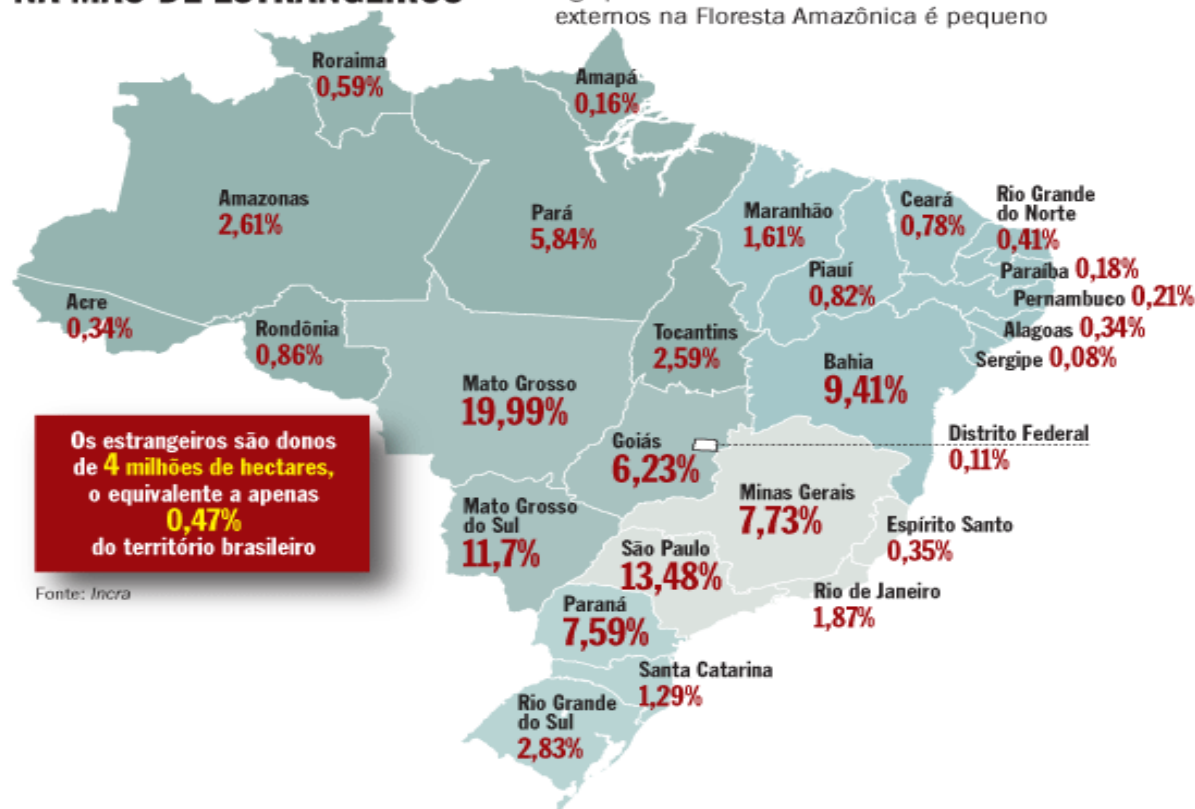 NA MÃO DE ESTRANGEIROS
externos na Floresta Amazônica é pequeno
Roraima
0,59%
Amapá
0,16%
Amazonas
2,61%
Pará
5,84%
Maranhão
1,61%
Ceará
0,78%
Rio Grande
do Norte
0,41%
Piauí
0,82%
Paraíba 0,18%
Pernambuco 0,21%
Alagoas 0,34%
Sergipe 0,08%
Acre
0,34%
Rondônia
0,86%
Tocantins
2,59%
Bahia
9,41%
Mato Grosso
19,99%
Goiás
6,23%
Distrito Federal
0,11%
Os estrangeiros são donos
de 4 milhões de hectares,
o equivalente a apenas
0,47%
do território brasileiro
Fonte: Incra
Minas Gerais
7,73%
Mato Grosso
do Sul
11,7%
Espírito Santo
0,35%
São Paulo
13,48%
Rio de Janeiro
1,87%
Paraná
7,59%
Santa Catarina
1,29%
Rio Grande
do Sul
2,83%